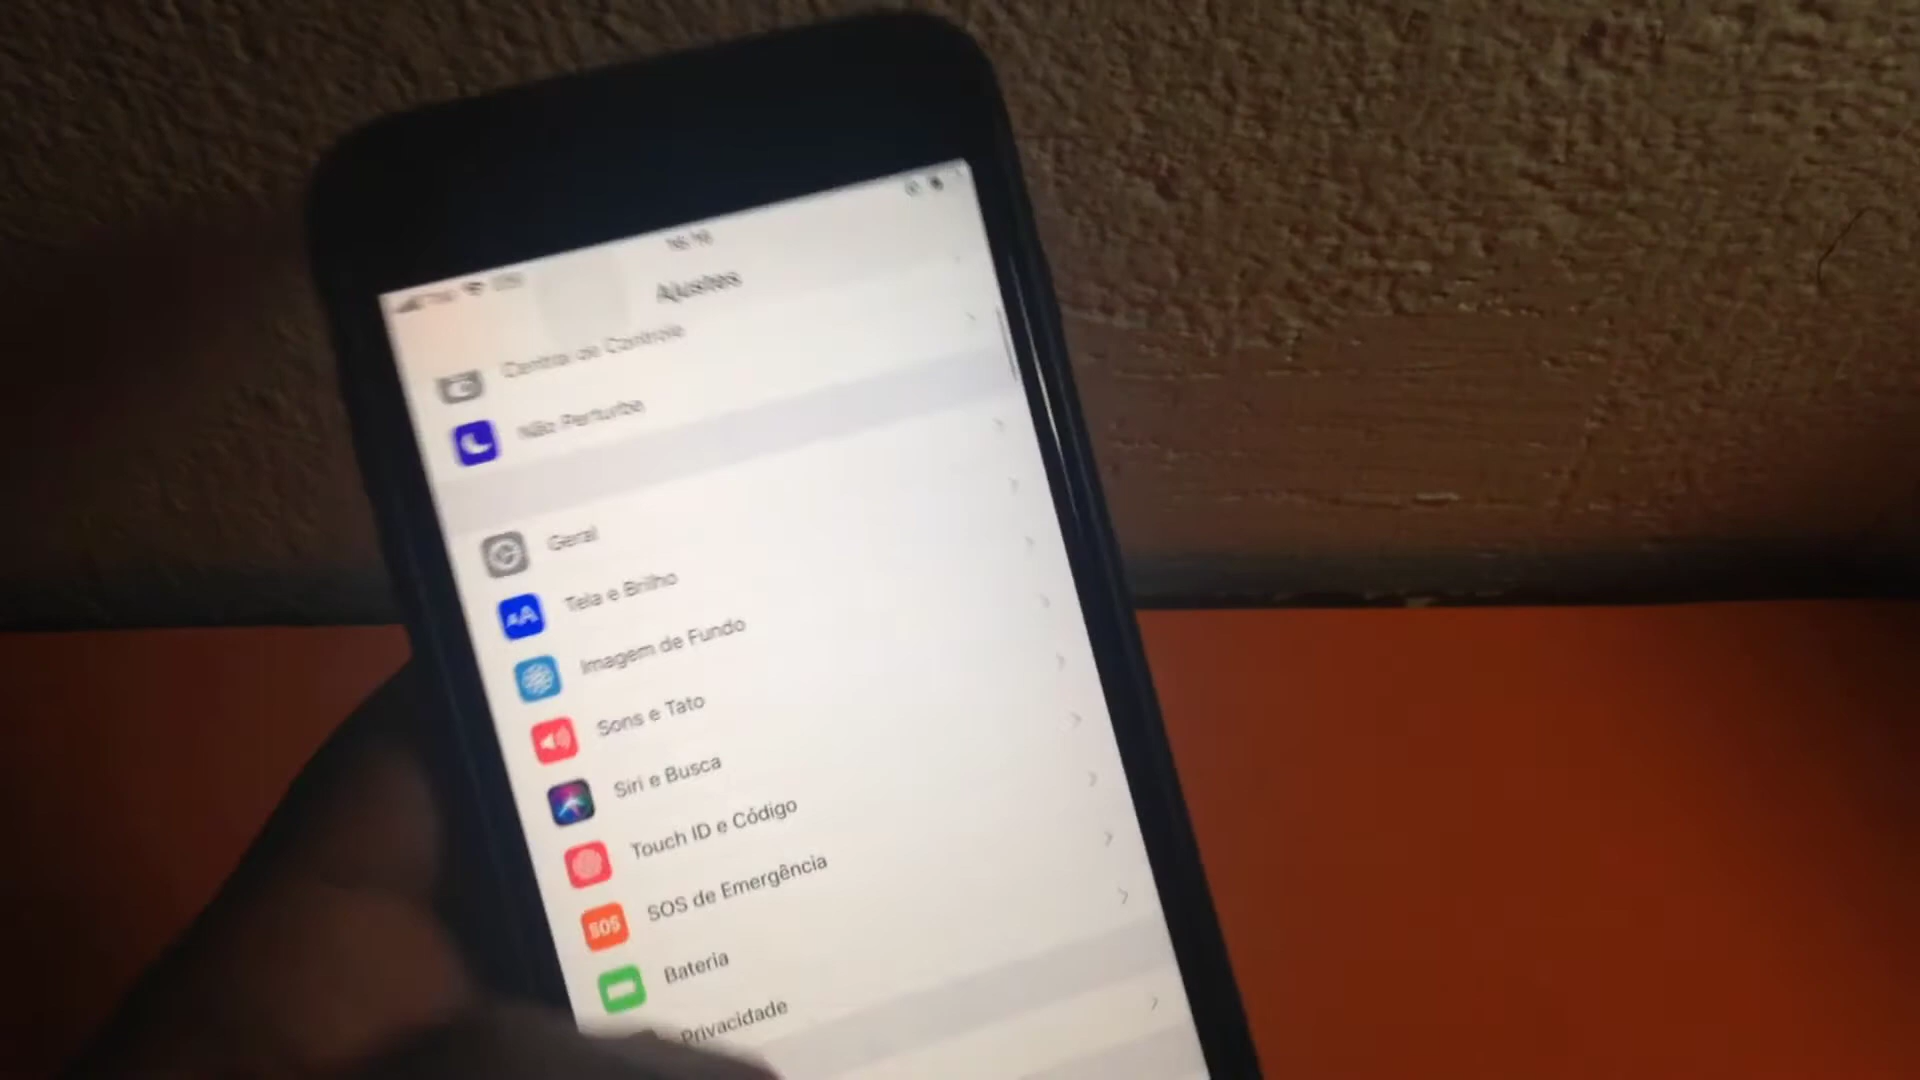 Ajustes
Central de Controle
Não Perturbe
Geral
AA
Tela e Brilho
Imagem de Fundo
Sons e Tato
Siri e Busca
Touch ID e Código
SOS
SOS de Emergência
Bateria
Privacidade